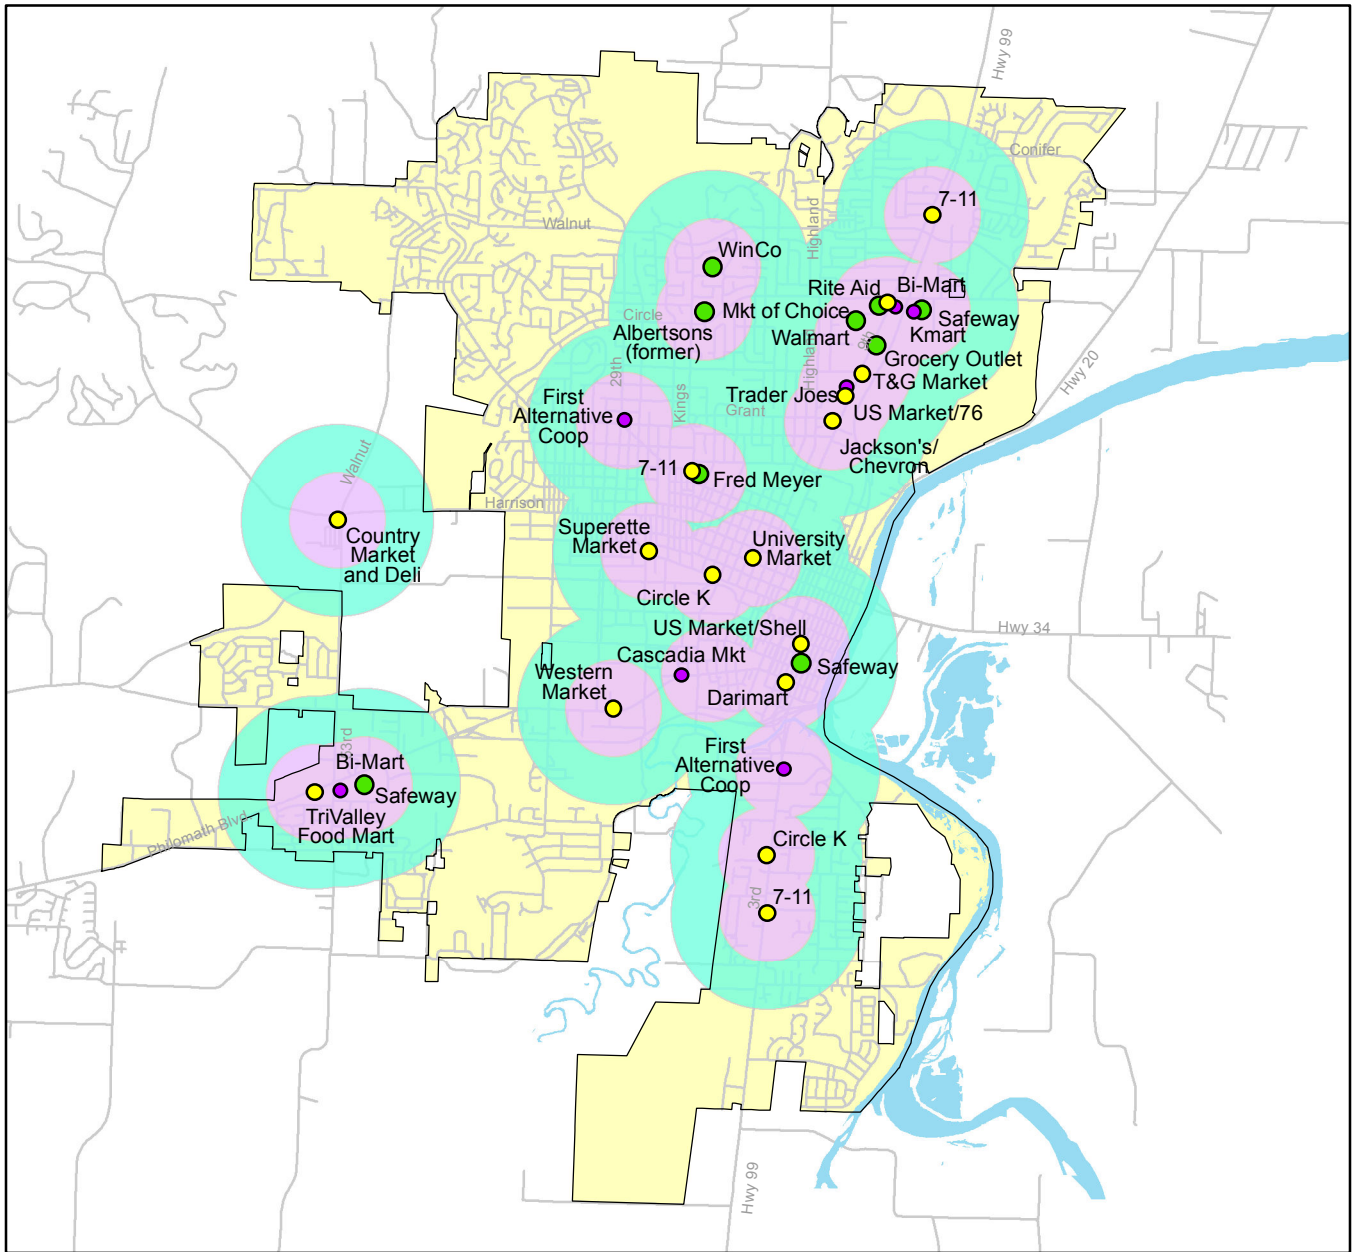 Hwy 99
Conifer
7-11
Highland
Walnut
WinCo
Rite Aid
Bi-Mart
Circle
Mkt of Choice
Safeway
Albertsons
(former)
Walmart
9th
Kmart
Highland
Grocery Outlet
Hwy 20
29th
T&G Market
Kings
Trader Joes
First
Alternative
Coop
Grant
US Market/76
Jackson's/
Chevron
Walnut
7-11
Fred Meyer
Harrison
Country
Market
and Deli
Superette
Market
University
Market
Circle K
US Market/Shell
Hwy 34
Cascadia Mkt
Safeway
Western
Market
Darimart
53rd
First
Alternative
Coop
Bi-Mart
Safeway
TriValley
Food Mart
Philomath Blvd
Circle K
3rd
7-11
Hwy 99